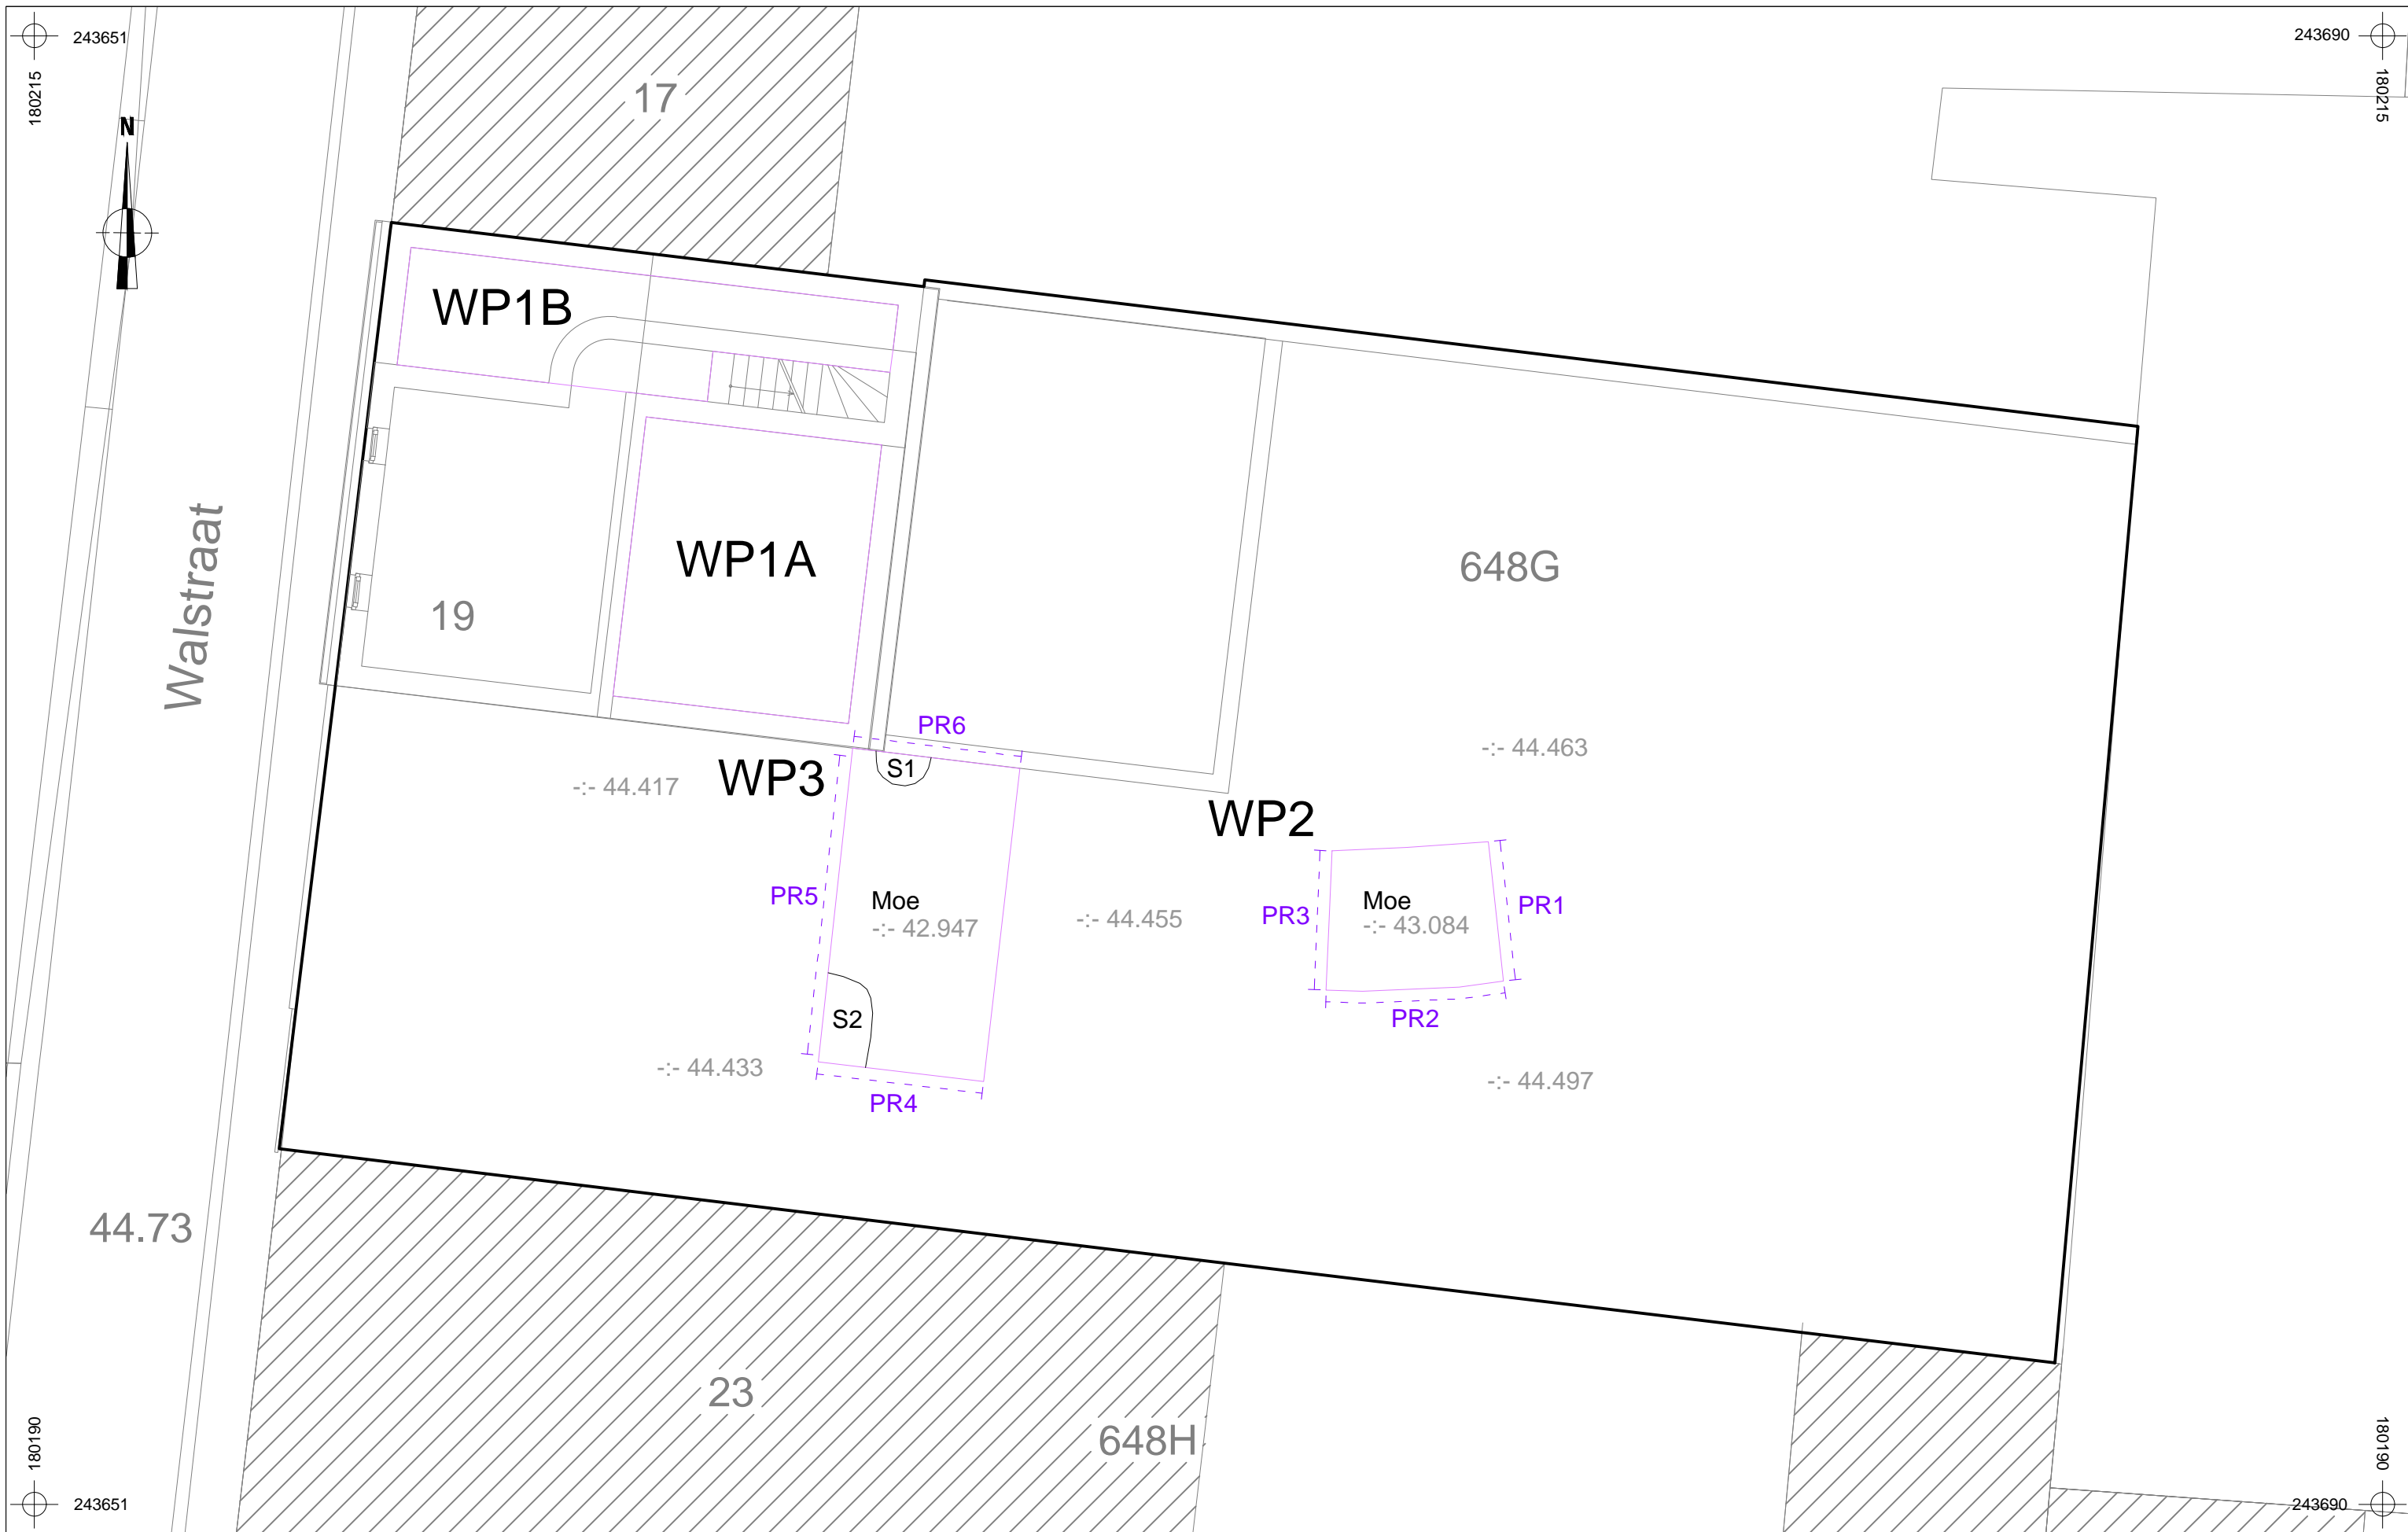 243651
243690
180215
180215
17
N
WP1B
Walstraat
WP1A
648G
19
PR6
-:- 44.463
S1
WP3
-:- 44.417
WP2
PR5
Moe
-:- 42.947
-:- 44.455
PR3
Moe
-:- 43.084
PR1
S2
PR2
-:- 44.433
-:- 44.497
PR4
44.73
23
648H
180190
180190
243651
243690